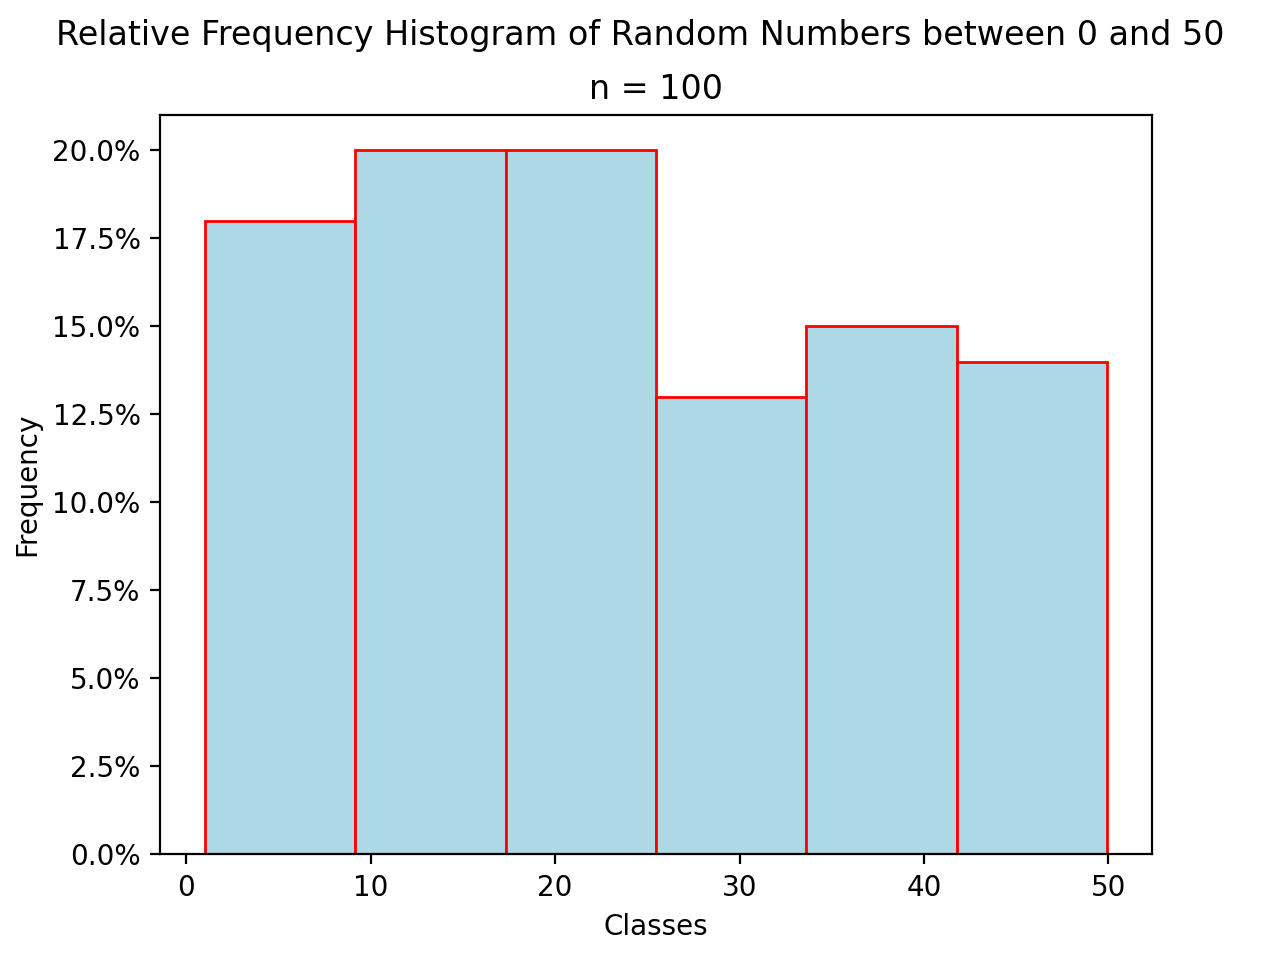 Relative Frequency Histogram of Random Numbers between 0 and 50
n = 100
20.0%
17.5%
15.0%
12.5%
10.0%
7.5%
5.0%
2.5%
0.0%
Frequency
0 10 20 30 40 50
Classes